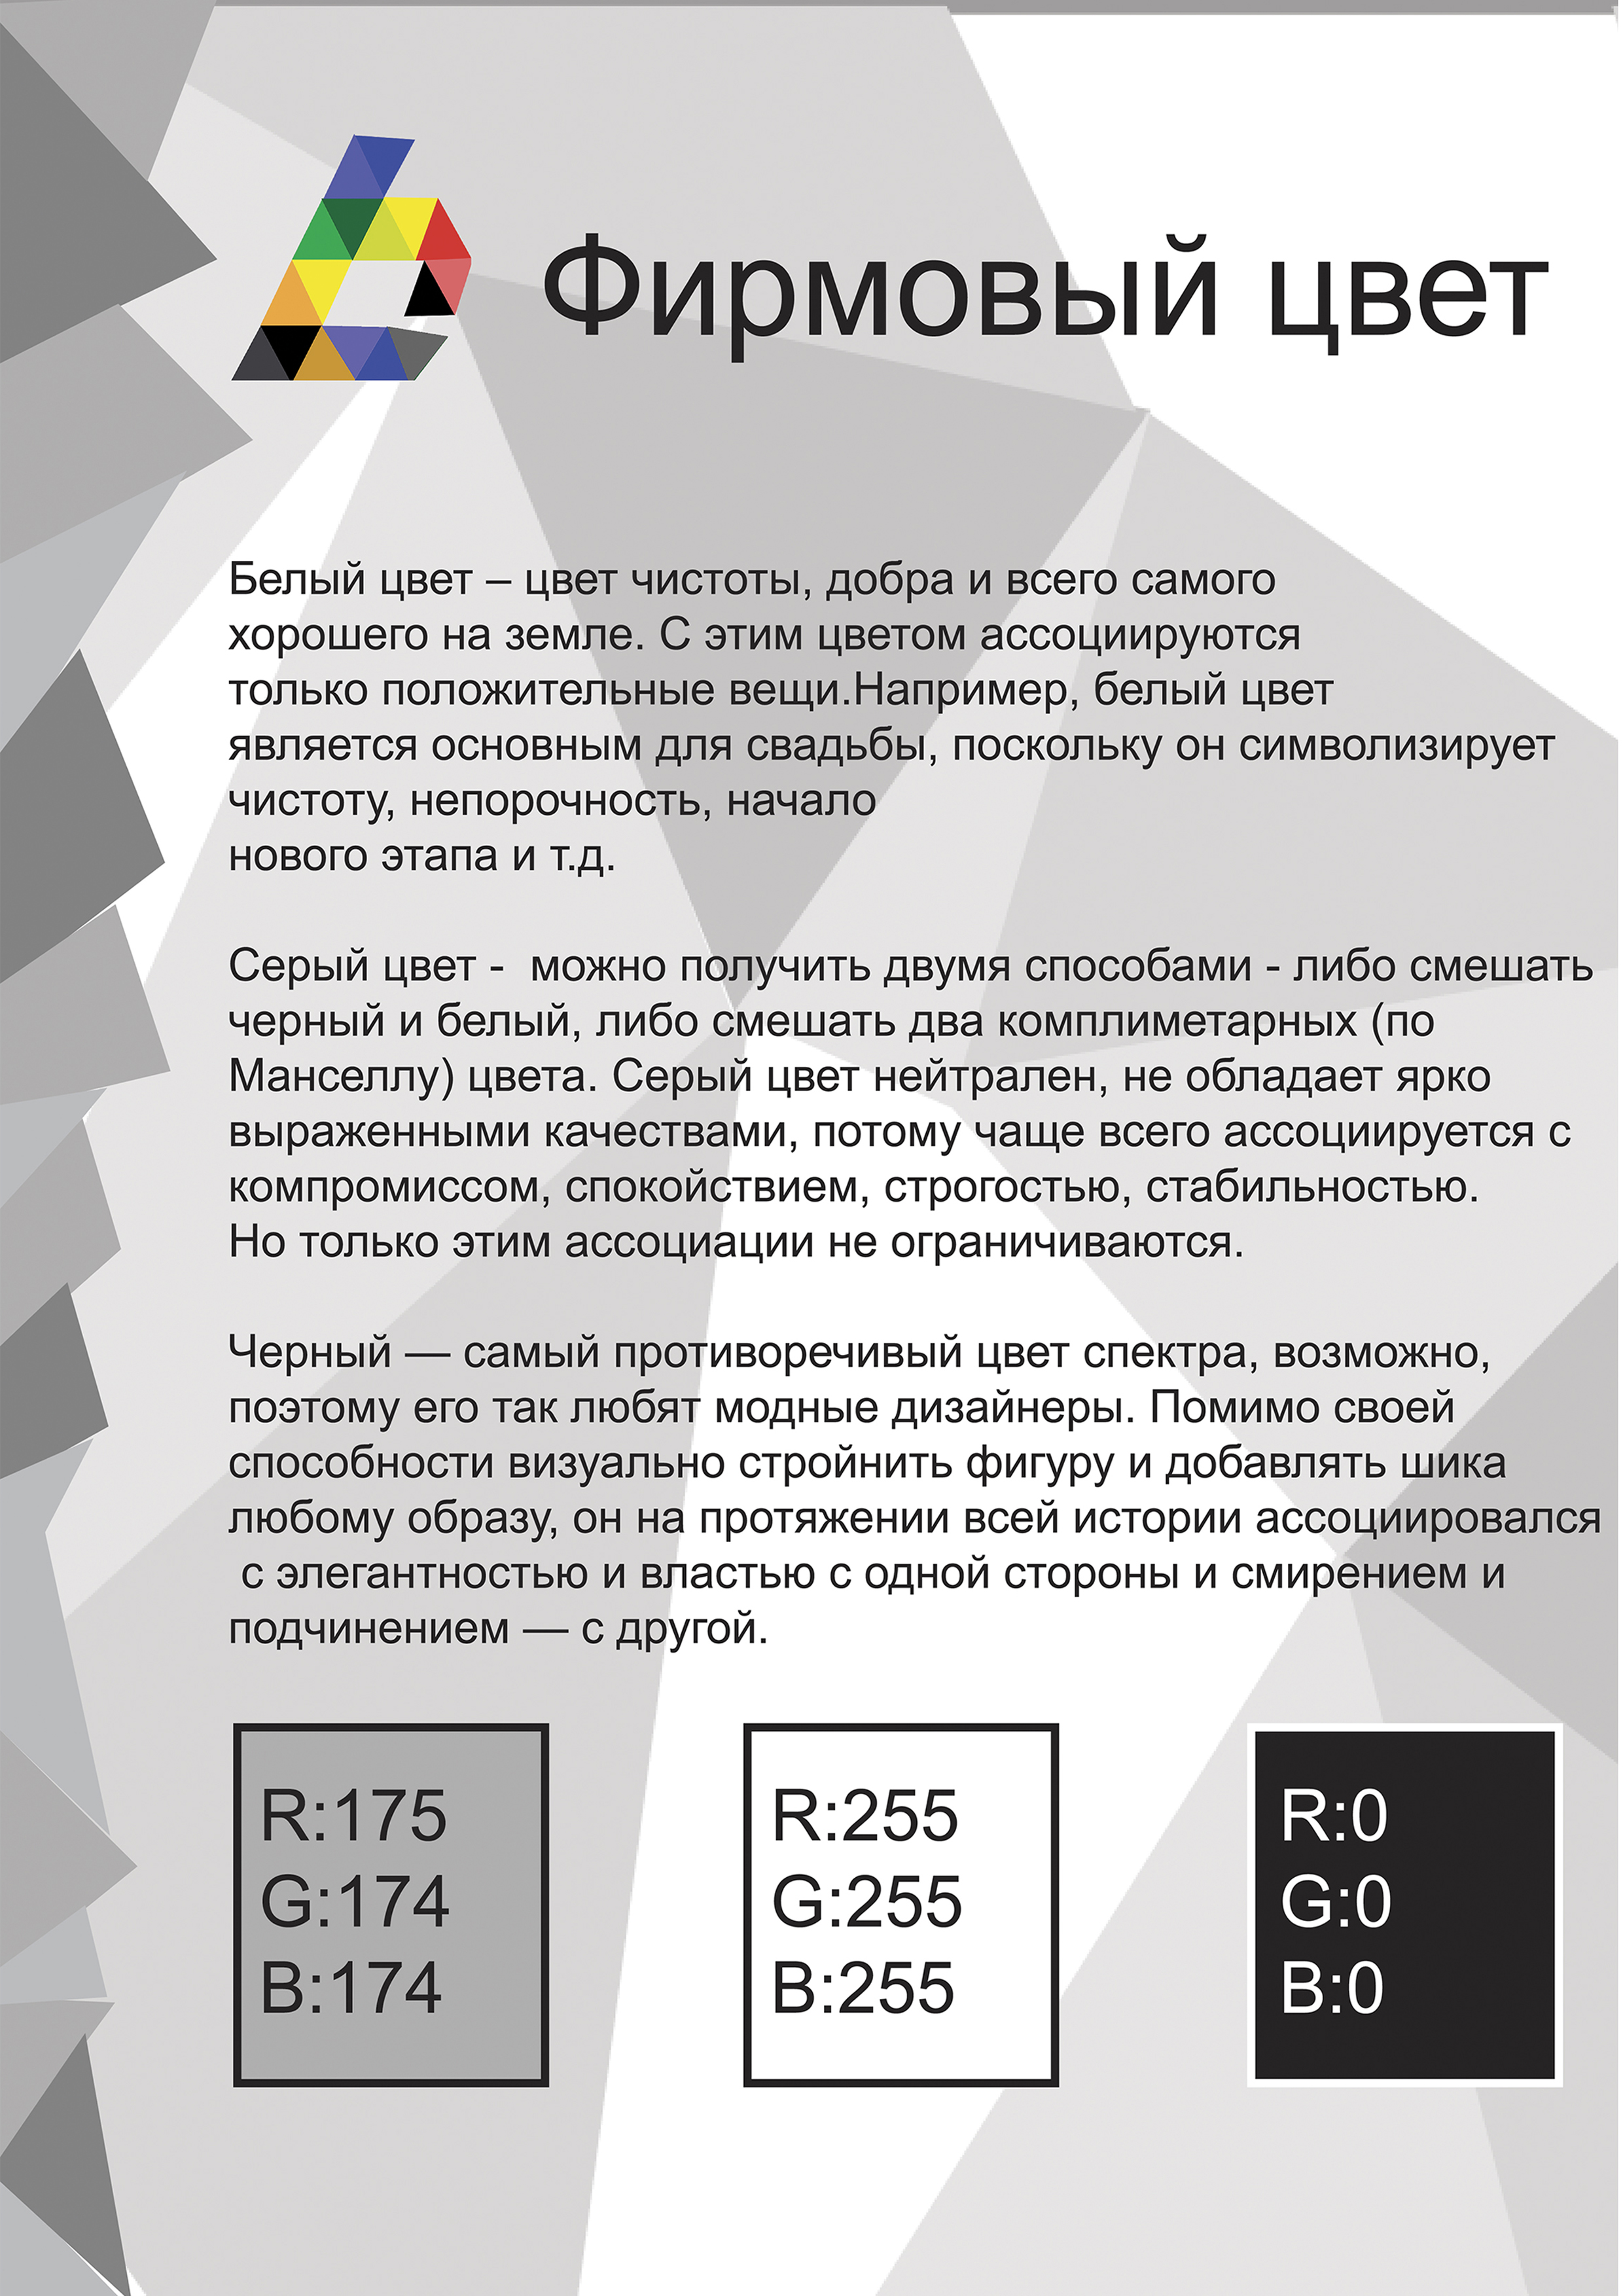 Фирмовый цвет
Белый цвет – цвет чистоты, добра и всего самого
хорошего на земле. С этим цветом ассоциируются
только положительные вещи.Например, белый цвет
является основным для свадьбы, поскольку он символизирует
чистоту, непорочность, начало
нового этапа и т.д.
Серый цвет -  можно получить двумя способами - либо смешать
черный и белый, либо смешать два комплиметарных (по
Манселлу) цвета. Серый цвет нейтрален, не обладает ярко
выраженными качествами, потому чаще всего ассоциируется с
компромиссом, спокойствием, строгостью, стабильностью.
Но только этим ассоциации не ограничиваются.
Черный — самый противоречивый цвет спектра, возможно,
поэтому его так любят модные дизайнеры. Помимо своей
способности визуально стройнить фигуру и добавлять шика
любому образу, он на протяжении всей истории ассоциировался
с элегантностью и властью с одной стороны и смирением и
подчинением — с другой.
R:175
G:174
B:174
R:255
G:255
B:255
R:0
G:0
B:0